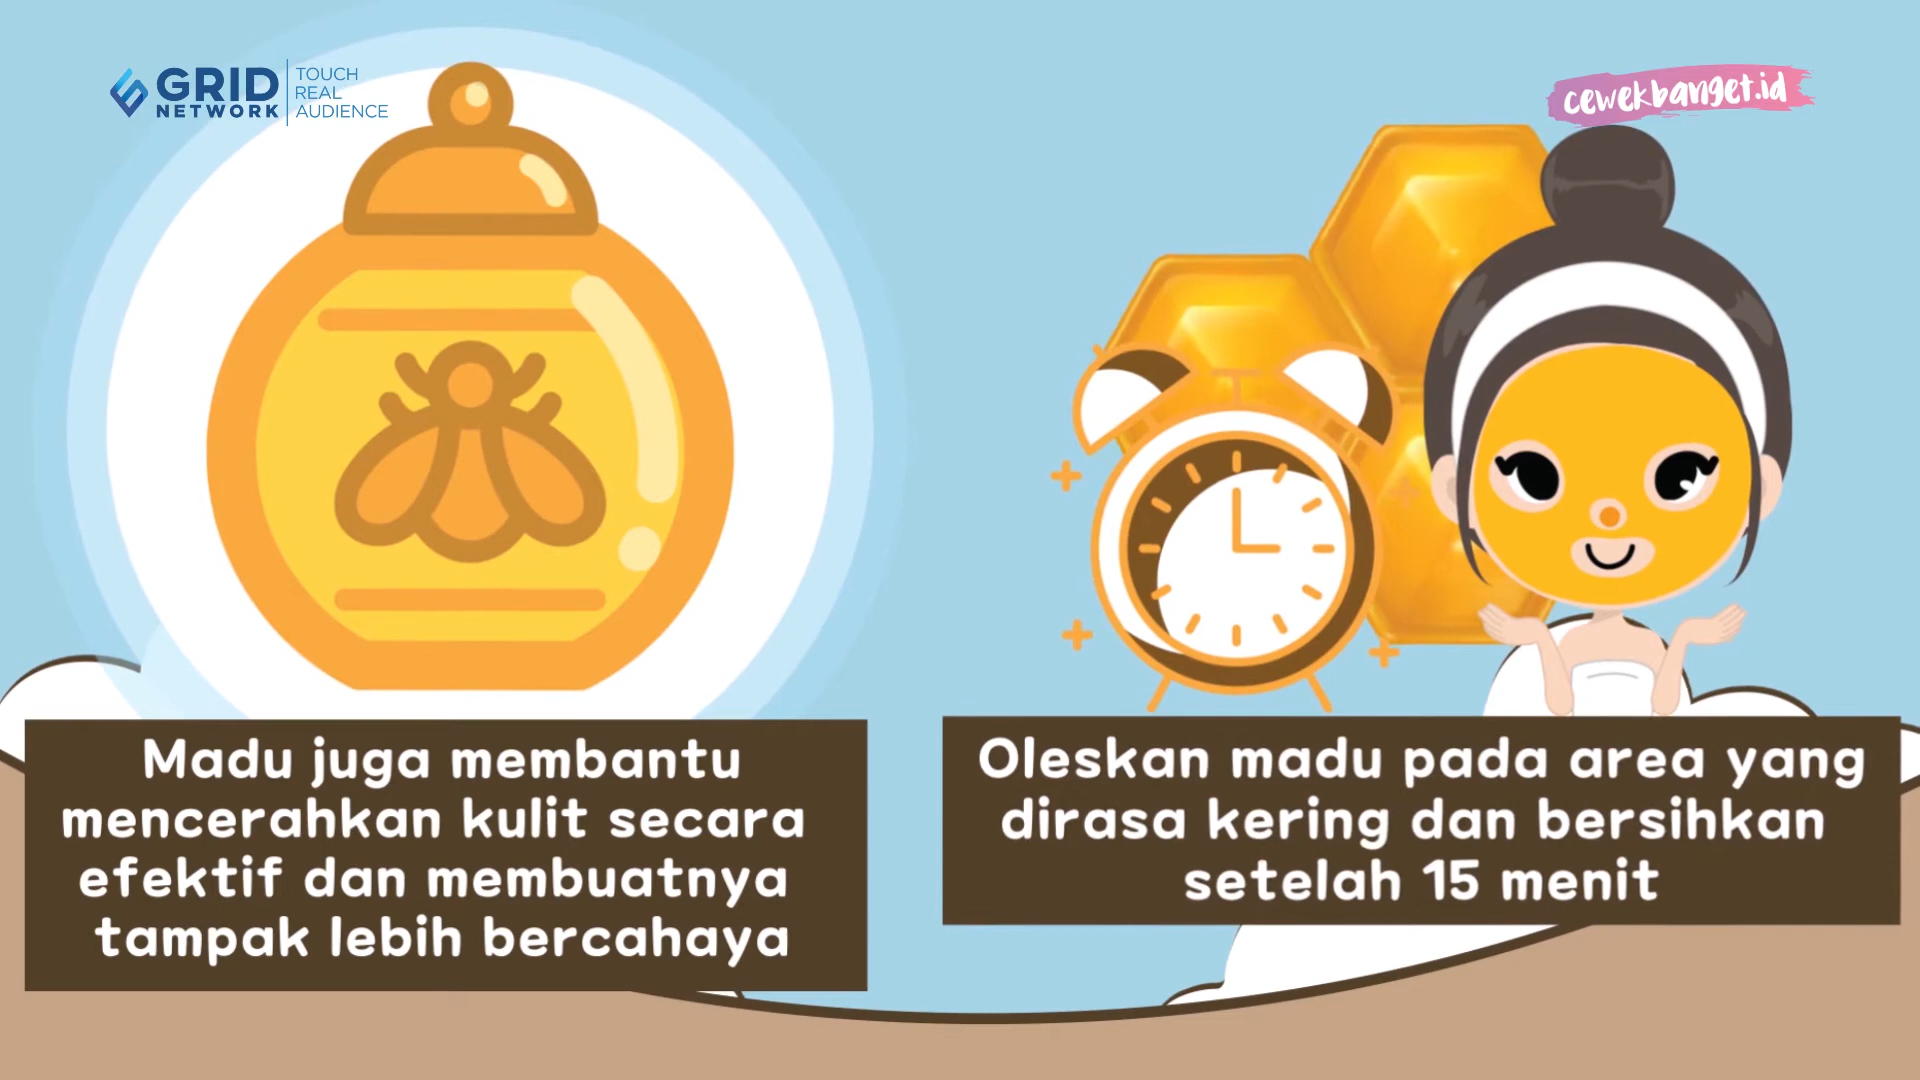 GRID
NETWORK
TOUCH
REAL
AUDIENCE
cewekbanget.id
Madu juga membantu
mencerahkan kulit secara
efektif dan membuatnya
tampak lebih bercahaya
Oleskan madu pada area yang
dirasa kering dan bersihkan
setelah 15 menit